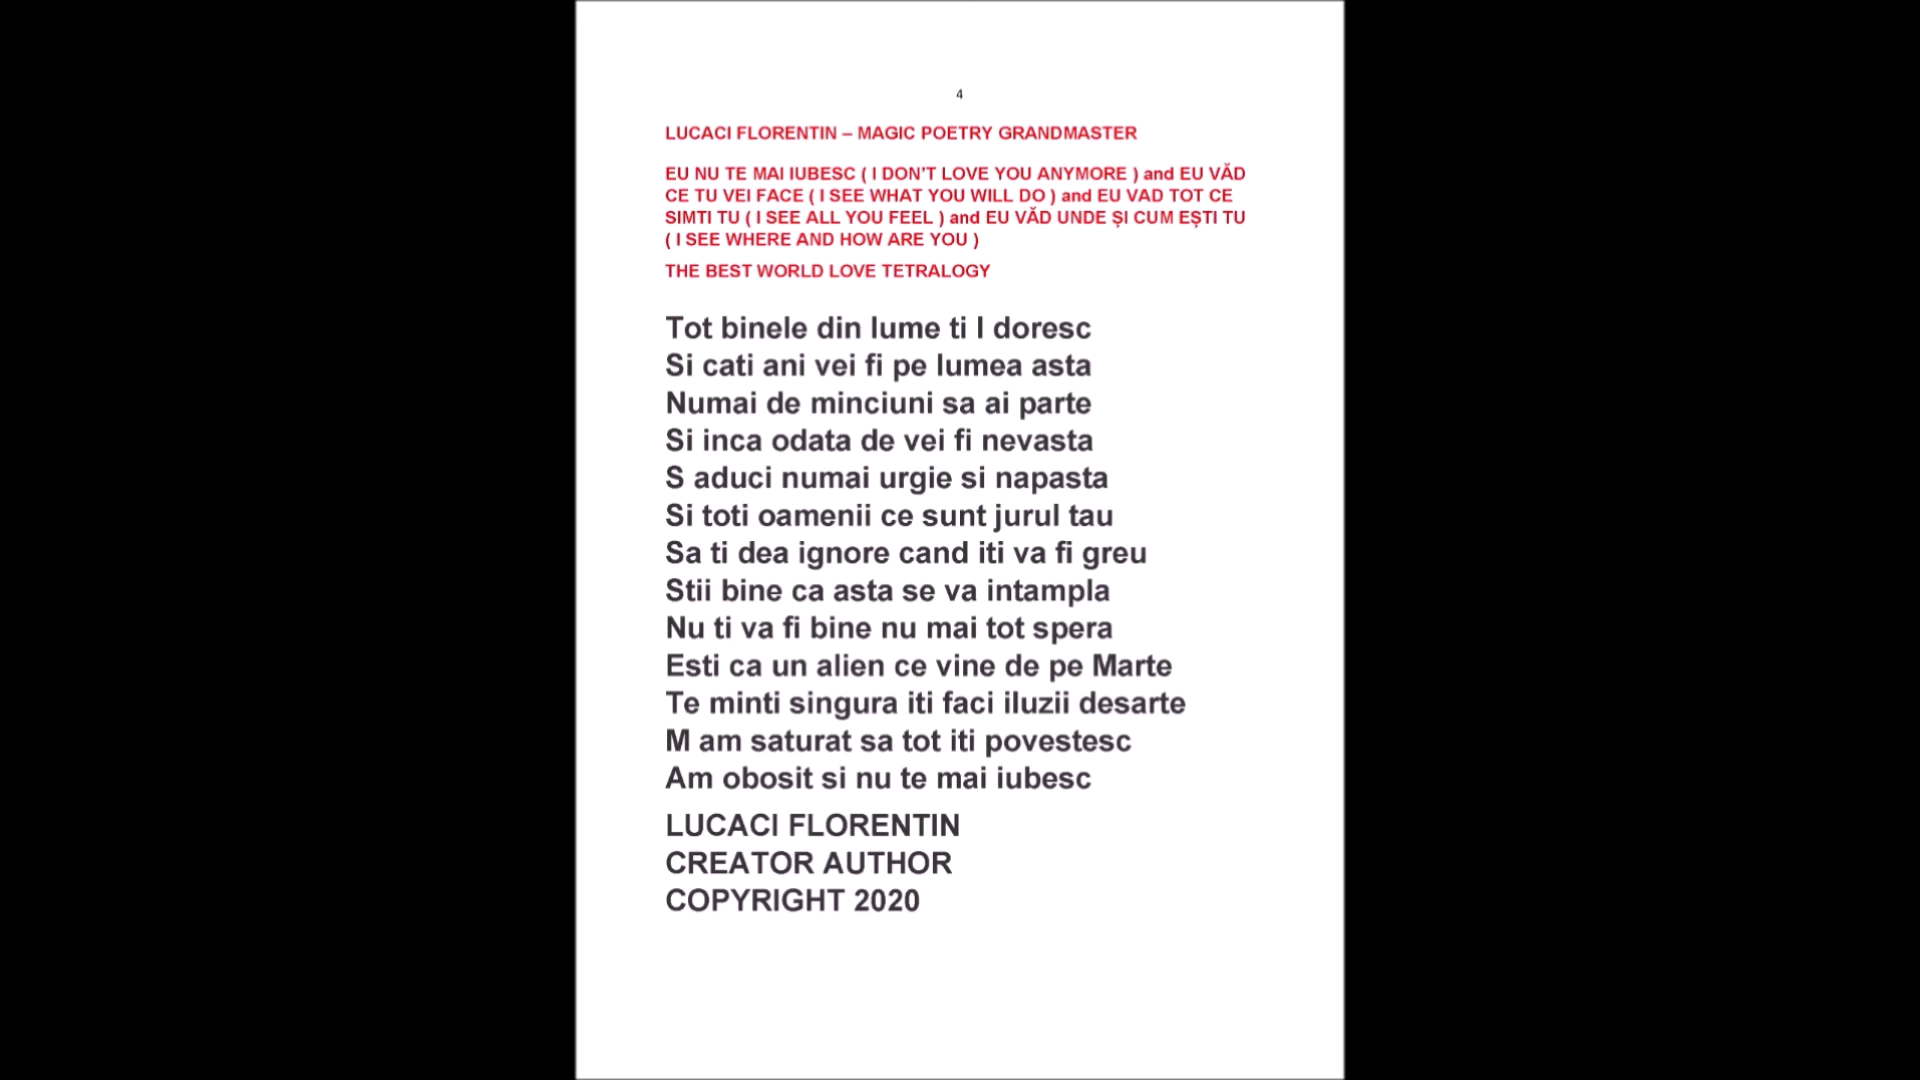 4
LUCACI FLORENTIN – MAGIC POETRY GRANDMASTER
EU NU TE MAI IUBESC ( I DON'T LOVE YOU ANYMORE ) and EU VĂD
CE TU VEI FACE ( I SEE WHAT YOU WILL DO ) and EU VAD TOT CE
SIMTI TU ( I SEE ALL YOU FEEL ) and EU VĂD UNDE ȘI CUM EȘTI TU
( I SEE WHERE AND HOW ARE YOU )
THE BEST WORLD LOVE TETRALOGY
Tot binele din lume ti l doresc
Si cati ani vei fi pe lumea asta
Numai de minciuni sa ai parte
Si inca odata de vei fi nevasta
S aduci numai urgie si napasta
Si toti oamenii ce sunt jurul tau
Sa ti dea ignore cand iti va fi greu
Stii bine ca asta se va intampla
Nu ti va fi bine nu mai tot spera
Esti ca un alien ce vine de pe Marte
Te minti singura iti faci iluzii desarte
M am saturat sa tot iti povestesc
Am obosit si nu te mai iubesc
LUCACI FLORENTIN
CREATOR AUTHOR
COPYRIGHT 2020